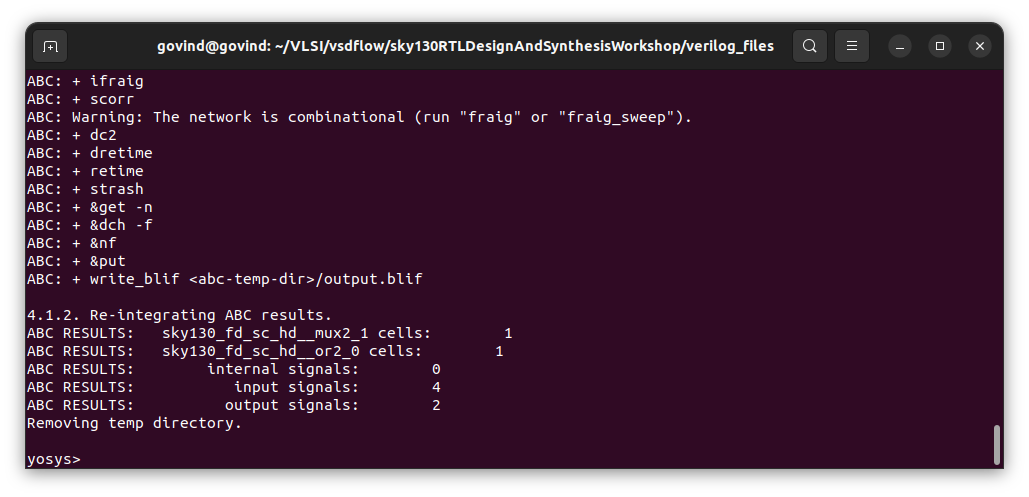 govind@govind: ~/VLSI/vsdflow/sky130RTLDesignAndSynthesisWorkshop/verilog_files
ABC: + ifraig
ABC: + scorr
ABC: Warning: The network is combinational (run "fraig" or "fraig_sweep").
ABC: + dc2
ABC: + dretime
ABC: + retime
ABC: + strash
ABC: + &get -n
ABC: + &dch -f
ABC: + &nf
ABC: + &put
ABC: + write_blif <abc-temp-dir>/output.blif
4.1.2. Re-integrating ABC results.
ABC RESULTS:   sky130_fd_sc_hd__mux2_1 cells:        1
ABC RESULTS:   sky130_fd_sc_hd__or2_0 cells:        1
ABC RESULTS:        internal signals:        0
ABC RESULTS:           input signals:        4
ABC RESULTS:          output signals:        2
Removing temp directory.
yosys>